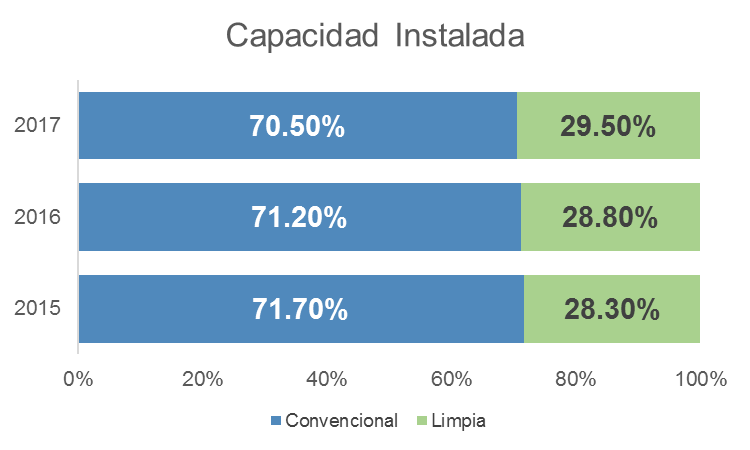 Capacidad Instalada
2017 70.50% 29.50%
2016 71.20% 28.80%
2015 71.70% 28.30%
0% 20% 40% 60% 80% 100%
Convencional Limpia